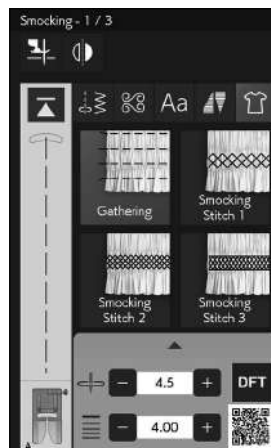 Smocking - 1 / 3
Aa
Gathering
Smocking
Stitch 1
Smocking
Stitch 2
Smocking
Stitch 3
4.5
DFT
4.00
A